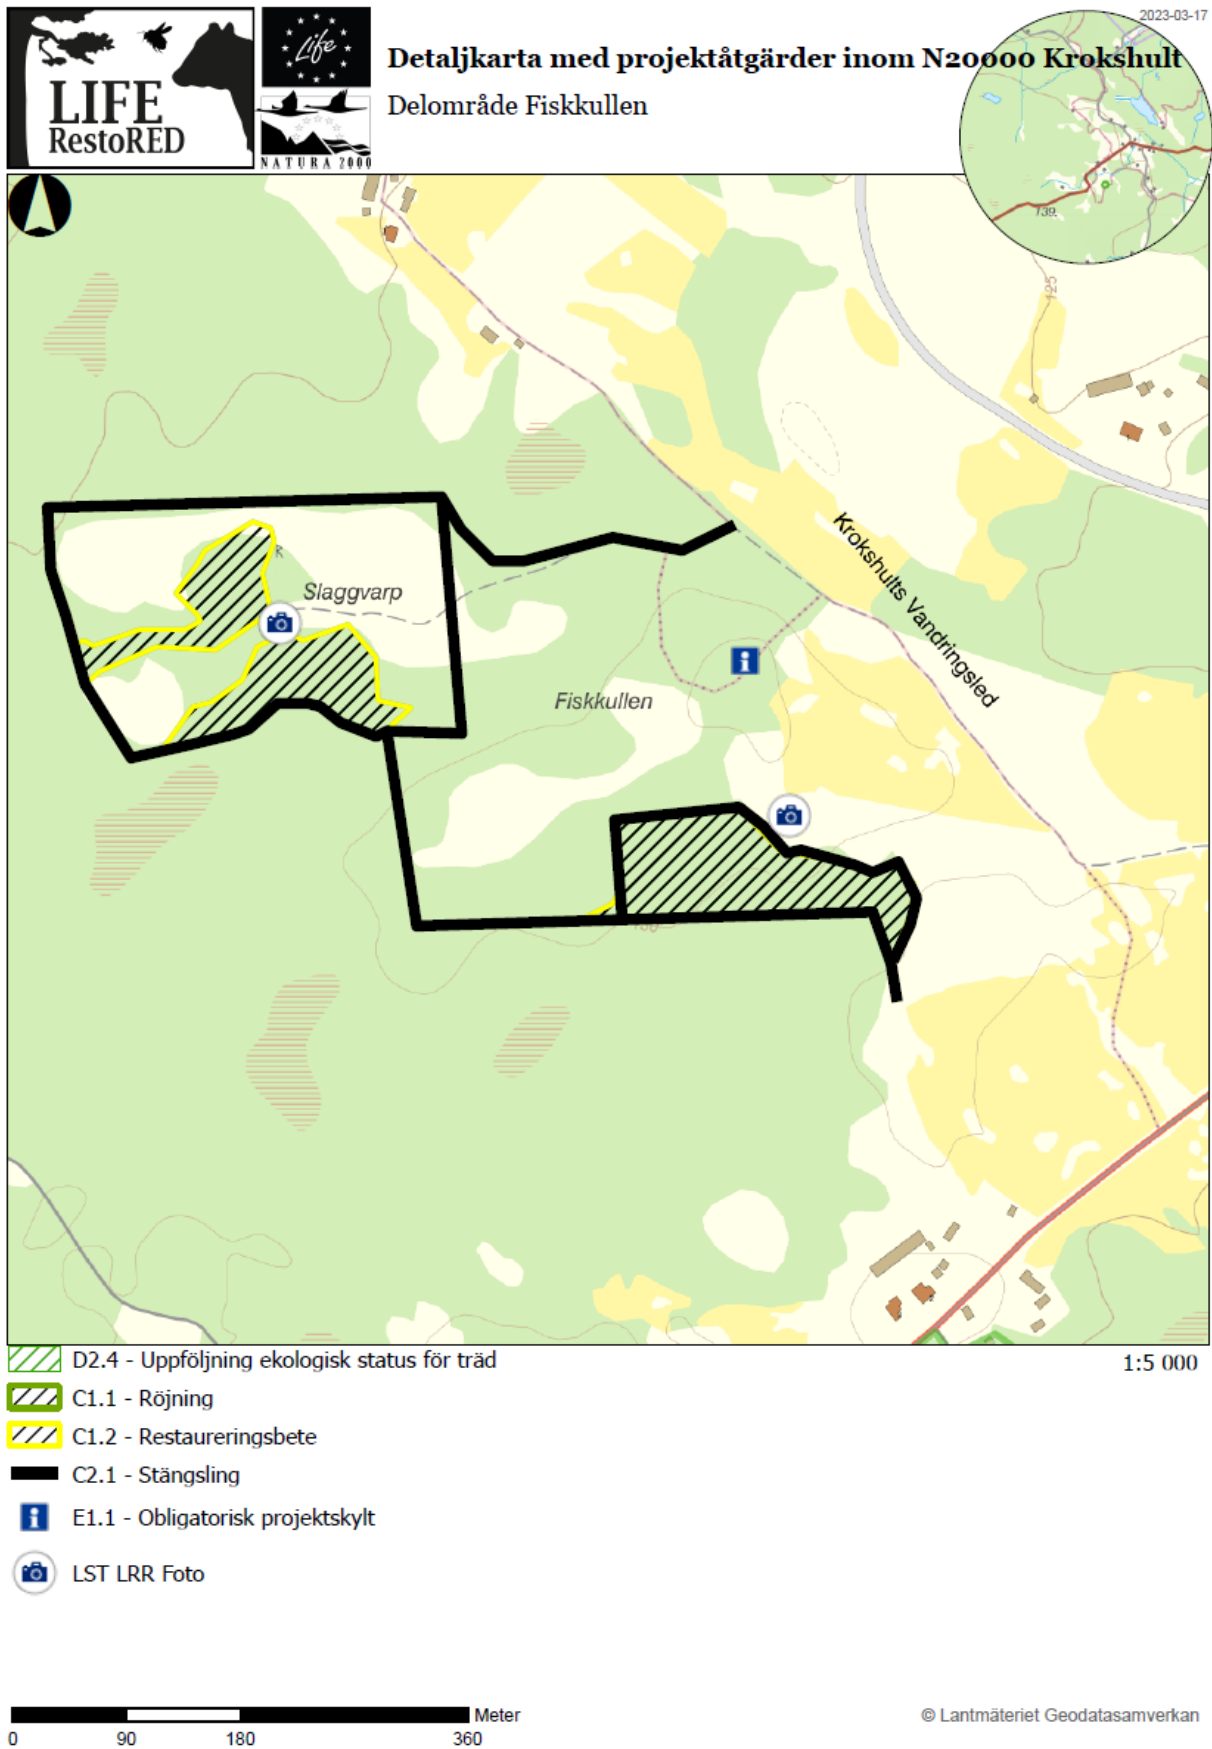 2023-03-17
LIFE
RestoRED
Life
NATURA 2000
Detaljkarta med projektåtgärder inom N20000 Krokshult
Delområde Fiskkullen
139
125
R
Slaggvarp
Krokshults Vandringsled
Fiskkullen
D2.4 - Uppföljning ekologisk status för träd
1:5 000
C1.1 - Röjning
C1.2 - Restaureringsbete
C2.1 - Stängsling
E1.1 - Obligatorisk projektskylt
LST LRR Foto
Meter
0 90 180 360
© Lantmäteriet Geodatasamverkan